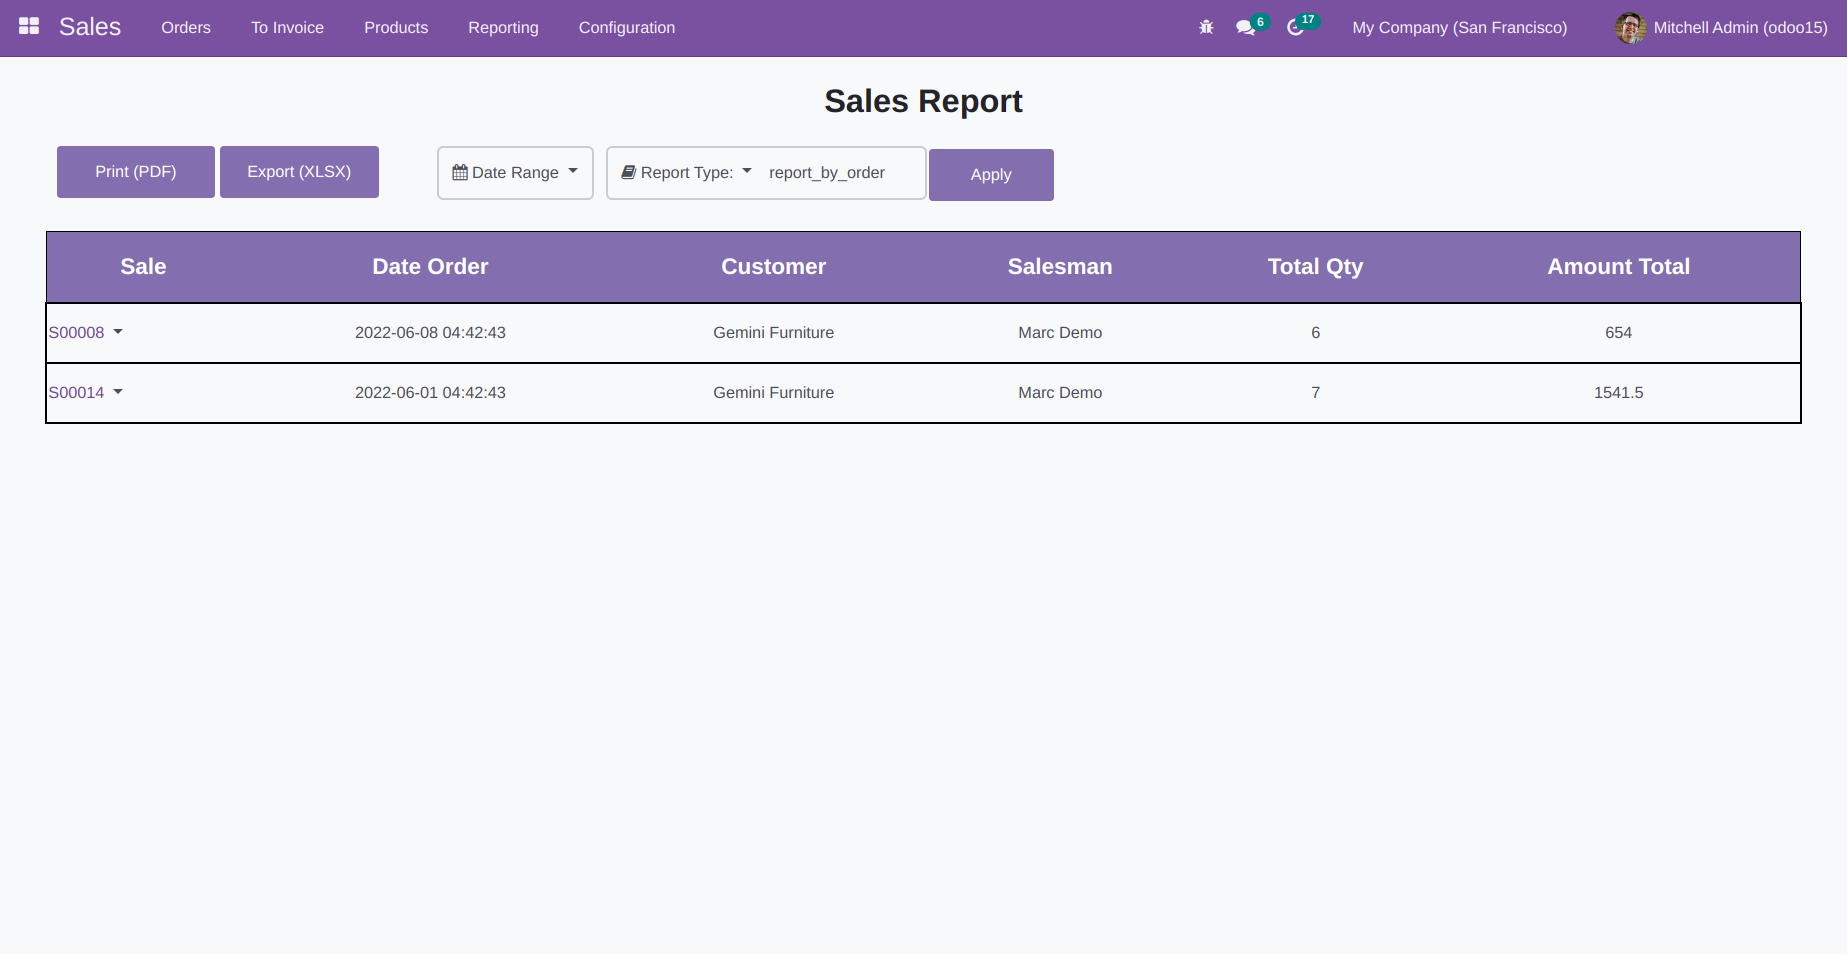 Sales Orders To Invoice Products Reporting Configuration 6 17 My Company (San Francisco) Mitchell Admin (odoo15)
Sales Report
Print (PDF) Export (XLSX) Date Range Report Type: report_by_order Apply
Sale Date Order Customer Salesman Total Qty Amount Total
S00008 2022-06-08 04:42:43 Gemini Furniture Marc Demo 6 654
S00014 2022-06-01 04:42:43 Gemini Furniture Marc Demo 7 1541.5